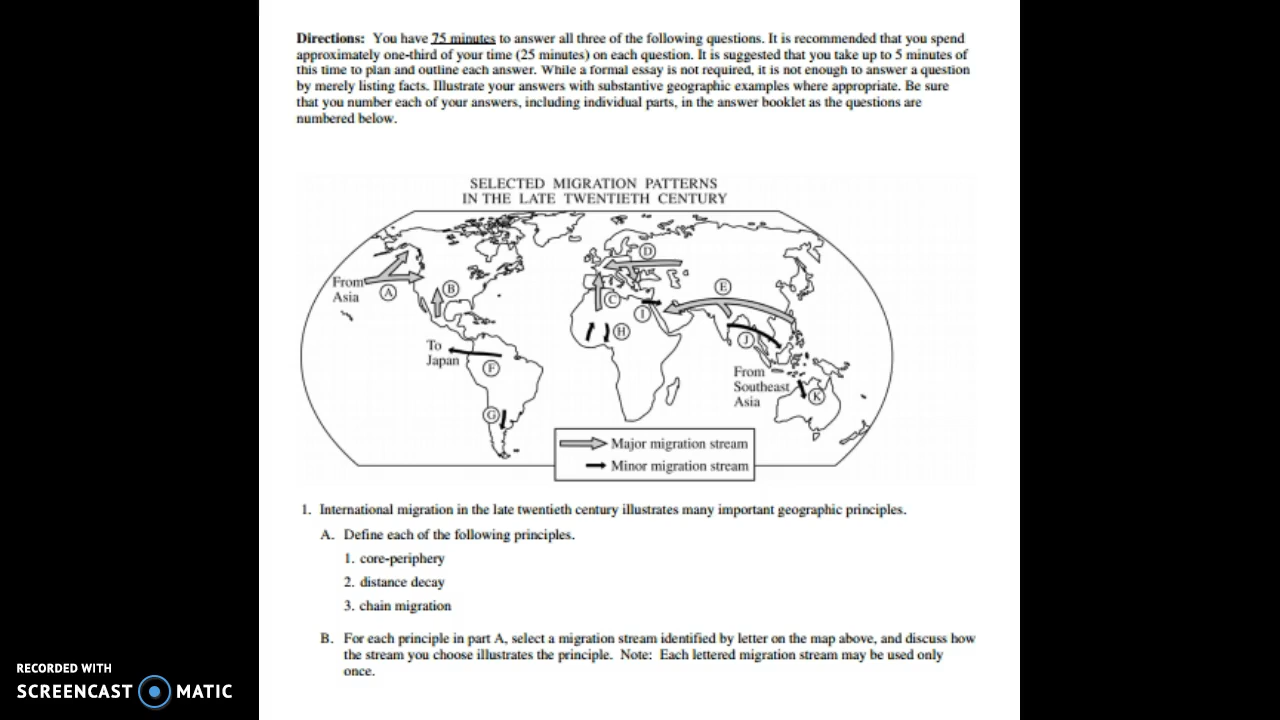 Directions: You have 75 minutes to answer all three of the following questions. It is recommended that you spend
approximately one-third of your time (25 minutes) on each question. It is suggested that you take up to 5 minutes of
this time to plan and outline each answer. While a formal essay is not required, it is not enough to answer a question
by merely listing facts. Illustrate your answers with substantive geographic examples where appropriate. Be sure
that you number each of your answers, including individual parts, in the answer booklet as the questions are
numbered below.
SELECTED MIGRATION PATTERNS
IN THE LATE TWENTIETH CENTURY
D
From
Asia
A
B
C
E
I
H
J
To
Japan
F
From
Southeast
Asia
K
G
Major migration stream
Minor migration stream
1. International migration in the late twentieth century illustrates many important geographic principles.
A. Define each of the following principles.
1. core-periphery
2. distance decay
3. chain migration
B. For each principle in part A, select a migration stream identified by letter on the map above, and discuss how
the stream you choose illustrates the principle. Note: Each lettered migration stream may be used only
once.
RECORDED WITH
SCREENCAST MATIC